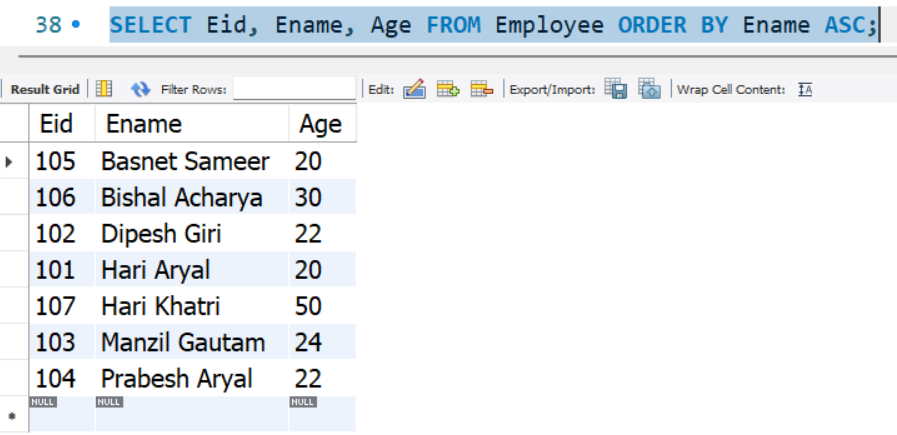 38 SELECT Eid, Ename, Age FROM Employee ORDER BY Ename ASC;
Result Grid Filter Rows: Edit: Export/Import: Wrap Cell Content: IA
Eid Ename Age
105 Basnet Sameer 20
106 Bishal Acharya 30
102 Dipesh Giri 22
101 Hari Aryal 20
107 Hari Khatri 50
103 Manzil Gautam 24
104 Prabesh Aryal 22
NULL NULL NULL